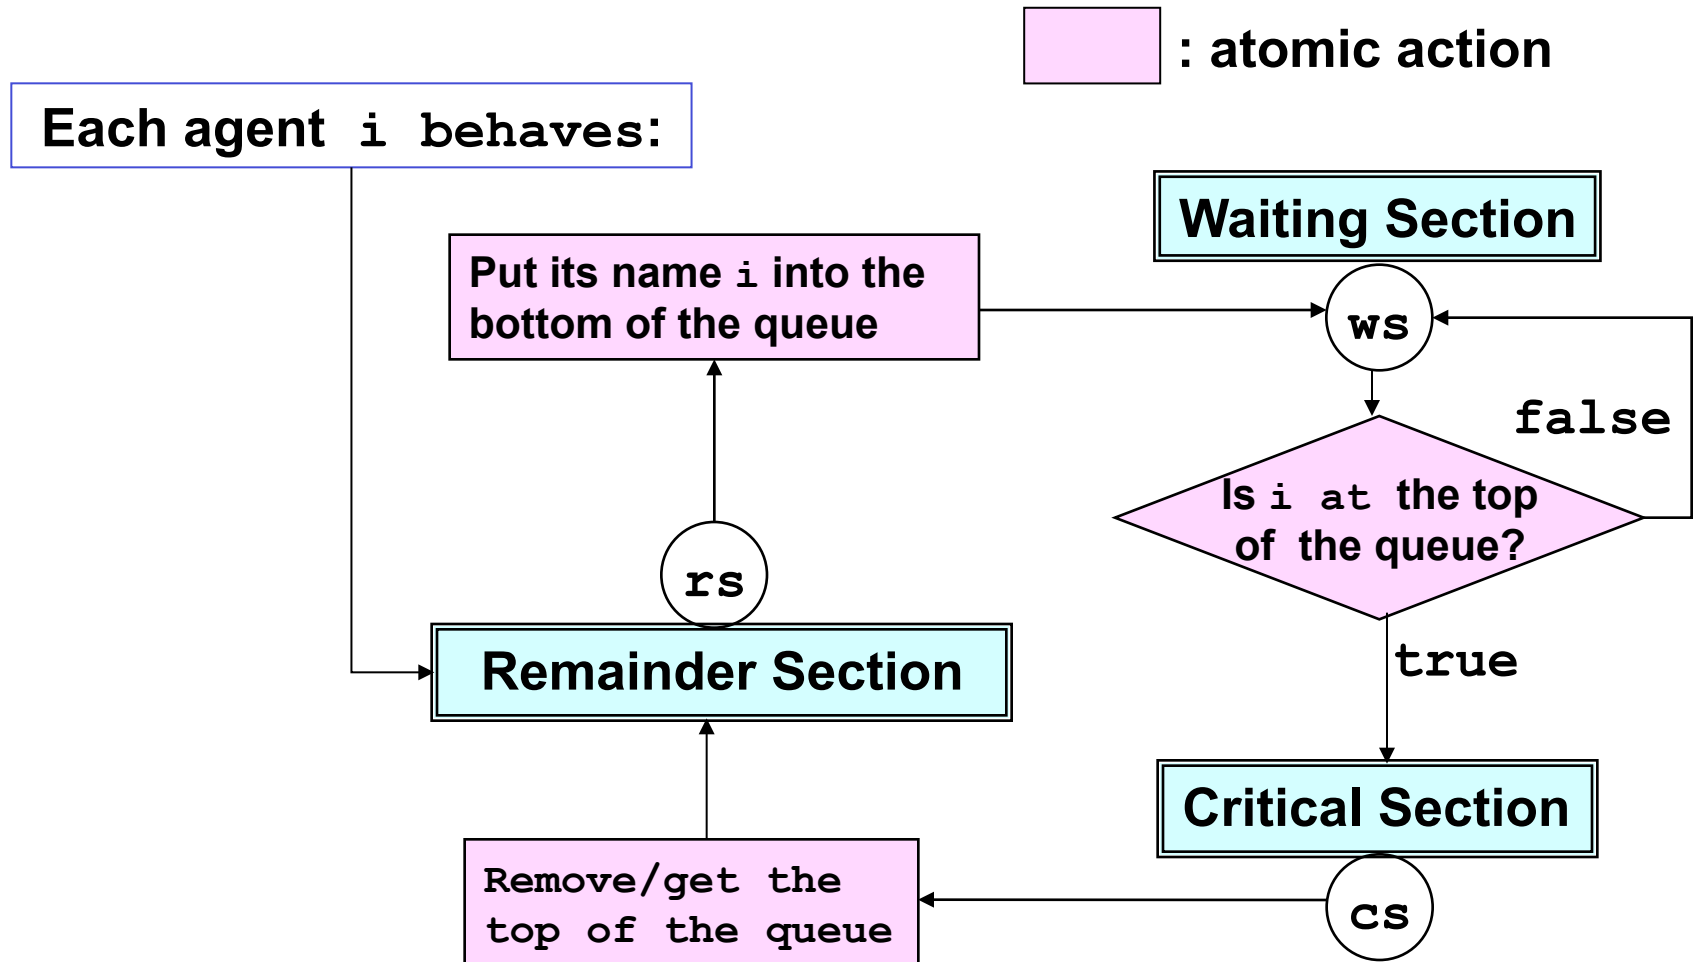 : atomic action
Each agent i behaves:
Waiting Section
Put its name i into the
bottom of the queue
ws
false
Is i at the top
of the queue?
rs
true
Remainder Section
Critical Section
Remove/get the
top of the queue
cs